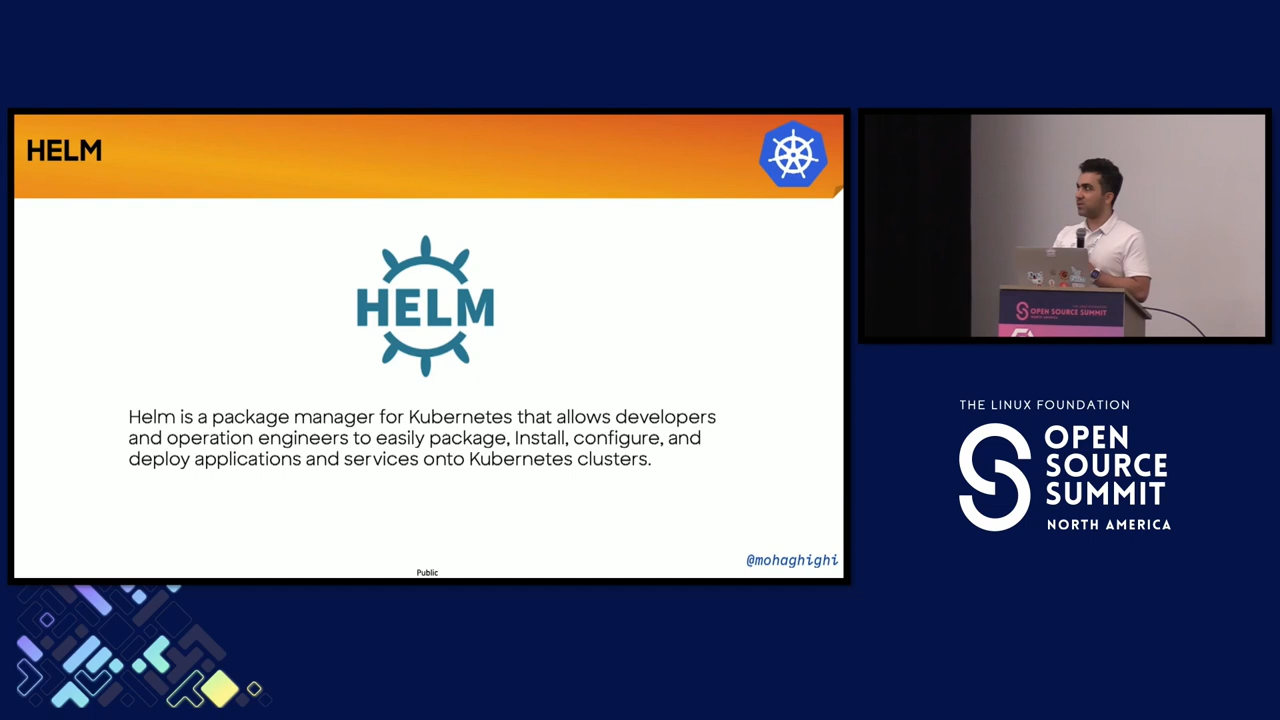 HELM
HELM
Helm is a package manager for Kubernetes that allows developers
and operation engineers to easily package, Install, configure, and
deploy applications and services onto Kubernetes clusters.
@mohaghighi
Public
OPEN SOURCE SUMMIT
THE LINUX FOUNDATION
OPEN
SOURCE
SUMMIT
NORTH AMERICA